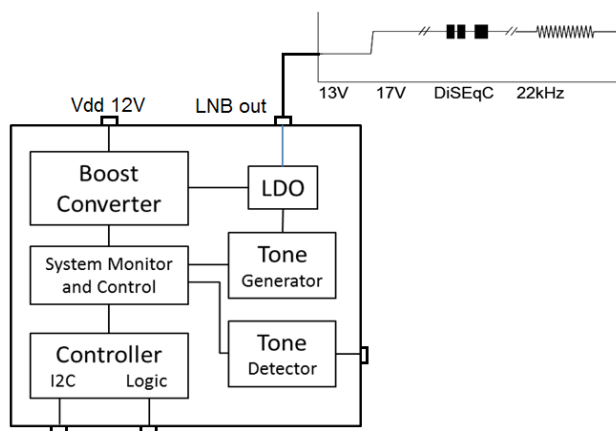 13V 17V DiSEqC 22kHz
Vdd 12V LNB out
Boost
Converter
LDO
System Monitor
and Control
Tone
Generator
Controller
I2C Logic
Tone
Detector